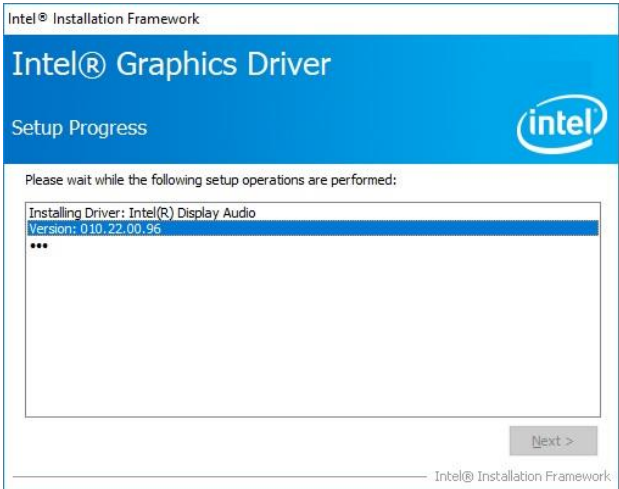 Intel® Installation Framework
Intel® Graphics Driver
Setup Progress
intel
Please wait while the following setup operations are performed:
Installing Driver: Intel(R) Display Audio
Version: 010.22.00.96
•••
Next >
Intel® Installation Framework